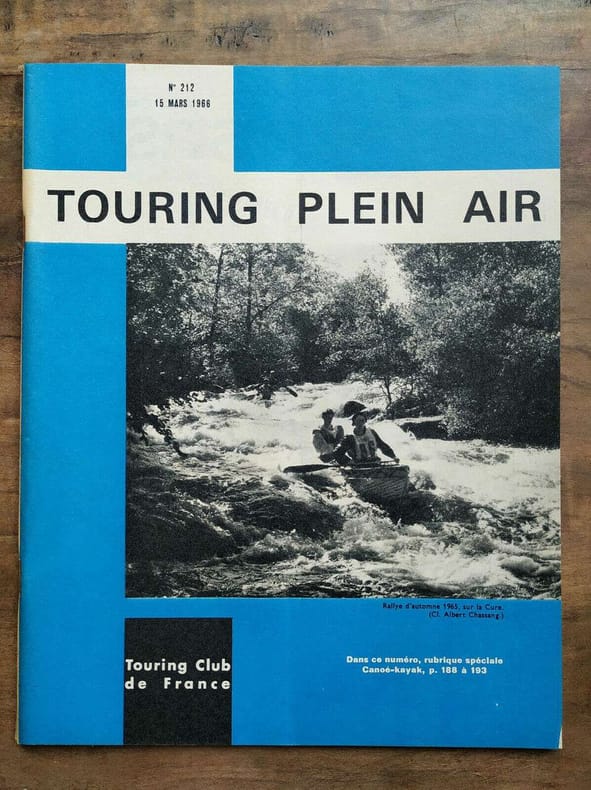 N° 212
15 MARS 1966
TOURING PLEIN AIR
Rallye d'automne 1965, sur la Cure.
(Cl. Albert Chassang.)
Touring Club
de France
Dans ce numéro, rubrique spéciale
Canoë-kayak, p. 188 à 193